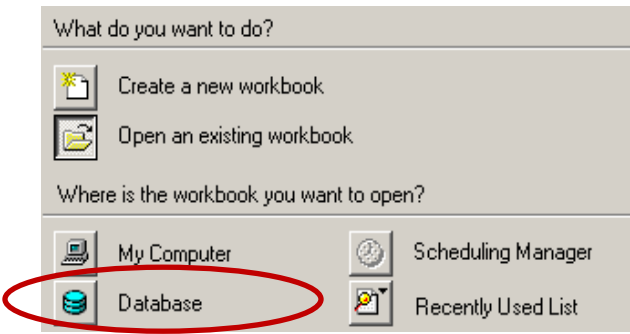 What do you want to do?
Create a new workbook
Open an existing workbook
Where is the workbook you want to open?
My Computer
Scheduling Manager
Database
Recently Used List